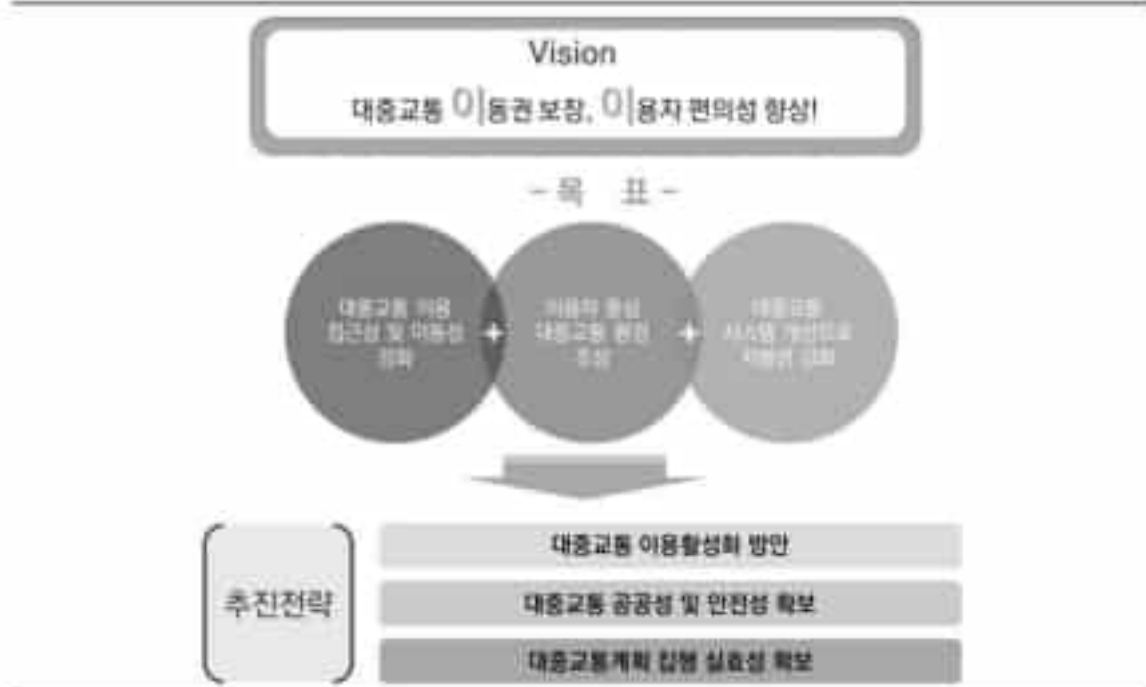 Vision
대중교통 이동권 보장, 이용자 편의성 향상!
- 목 표 -
대중교통 이용
접근성 및 이동성
강화
+
이용자 중심
대중교통 환경
조성
+
대중교통
시스템 개선으로
강화
추진전략
대중교통 이용활성화 방안
대중교통 공공성 및 안전성 확보
대중교통계획 집행 실효성 확보